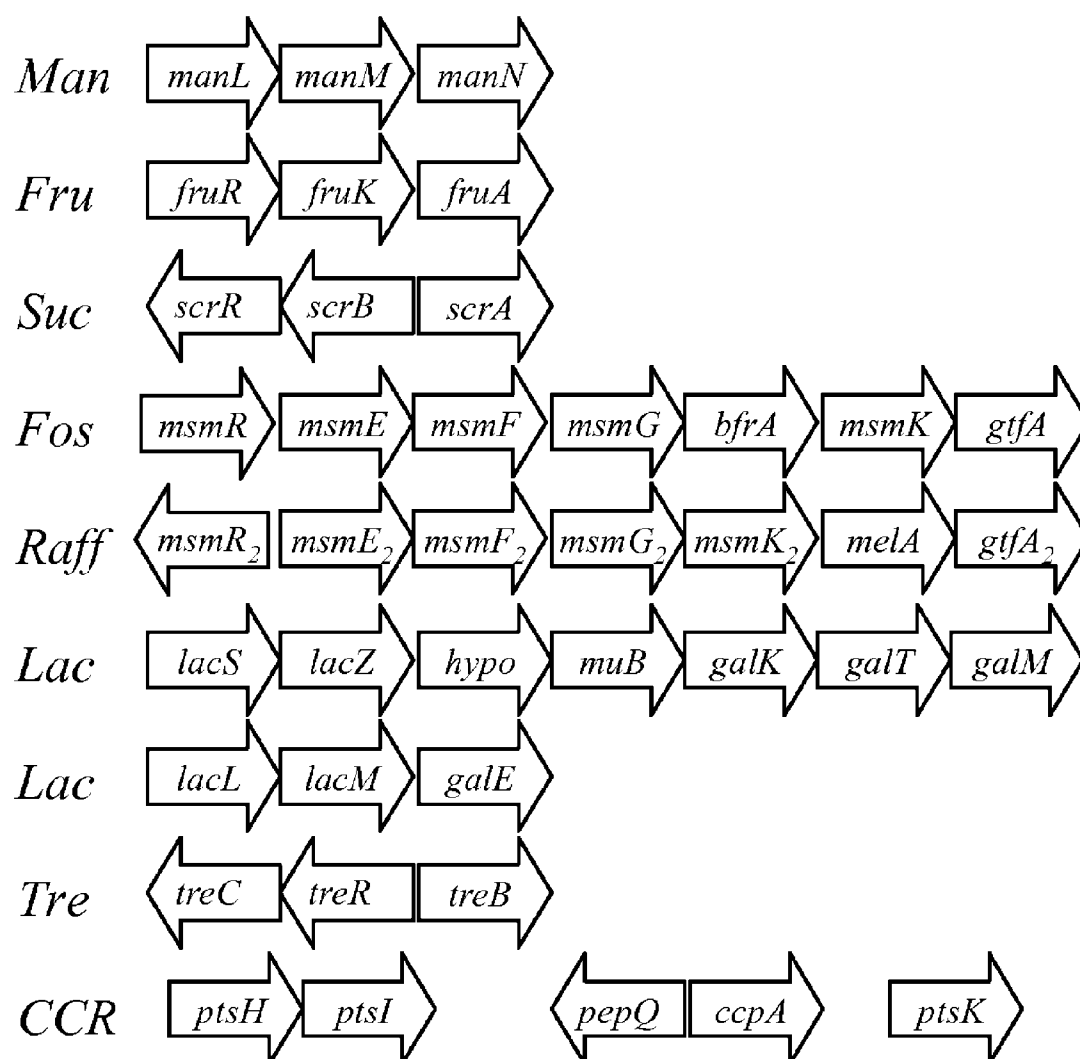 Man manL manM manN
Fru fruR fruK fruA
Suc scrR scrB scrA
Fos msmR msmE msmF msmG bfrA msmK gtfA
Raff msmR2 msmE2 msmF2 msmG2 msmK2 melA gtfA2
Lac lacS lacZ hypo muB galK galT galM
Lac lacL lacM galE
Tre treC treR treB
CCR ptsH ptsI pepQ ccpA ptsK